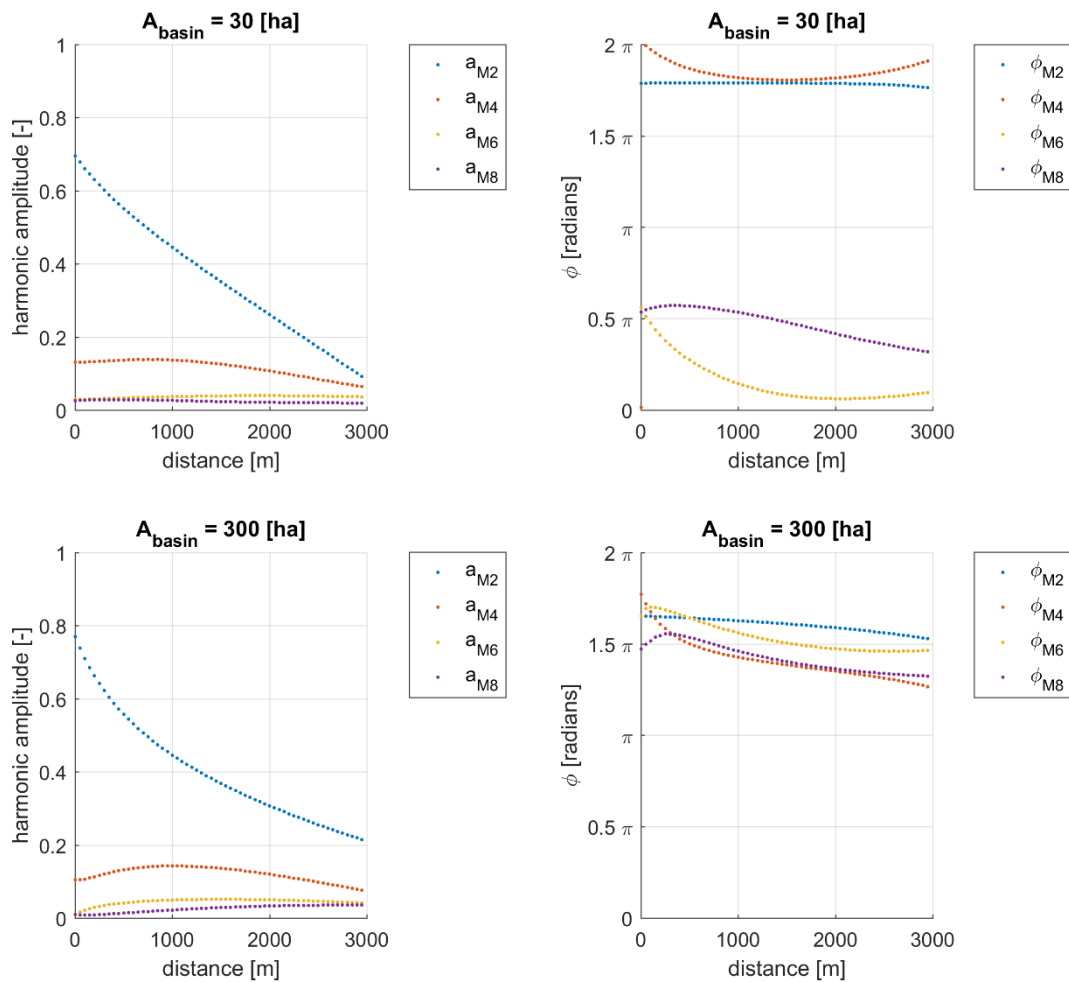 A_basin = 30 [ha]
harmonic amplitude [-]
1
0.8
0.6
0.4
0.2
0
0 1000 2000 3000
distance [m]
a_M2
a_M4
a_M6
a_M8
A_basin = 30 [ha]
ϕ [radians]
2 π
1.5 π
π
0.5 π
0
0 1000 2000 3000
distance [m]
ϕ_M2
ϕ_M4
ϕ_M6
ϕ_M8
A_basin = 300 [ha]
harmonic amplitude [-]
1
0.8
0.6
0.4
0.2
0
0 1000 2000 3000
distance [m]
a_M2
a_M4
a_M6
a_M8
A_basin = 300 [ha]
ϕ [radians]
2 π
1.5 π
π
0.5 π
0
0 1000 2000 3000
distance [m]
ϕ_M2
ϕ_M4
ϕ_M6
ϕ_M8